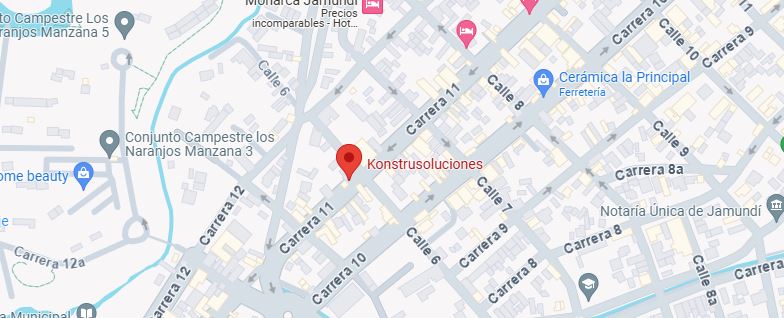 Monarca Jamundí
Precios
incomparables - Hot...
junto Campestre Los
Naranjos Manzana 5
Calle 6
Carrera 11
Calle 8
Cerámica la Principal
Ferretería
Carrera 10
Calle 10
Carrera 9
Calle 9
Conjunto Campestre los
Naranjos Manzana 3
Konstrusoluciones
ome beauty
Carrera 12
Carrera 8a
Calle 7
Notaría Única de Jamundí
Carrera 11
Carrera 9
Calle 6
Carrera 12a
Carrera 10
Carrera 8
Carrera 8
Calle 8a
Carrera 12
a Municipal